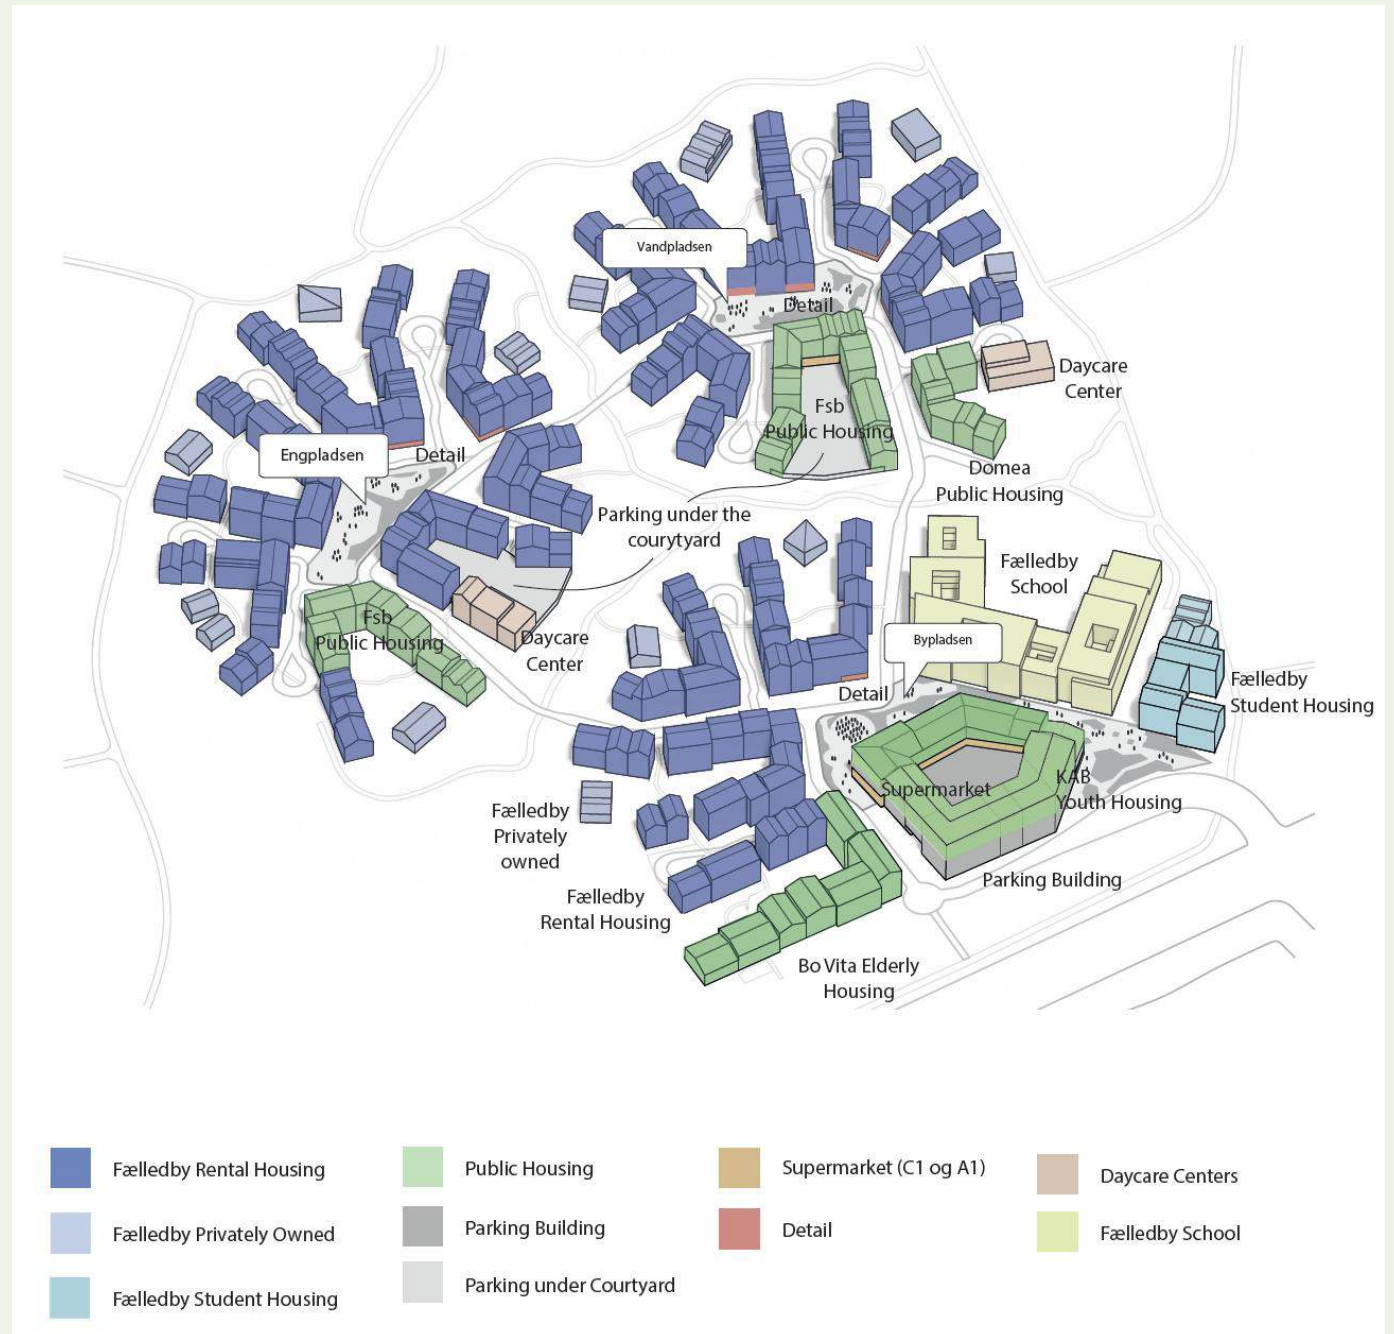 Vandpladsen
Detail
Daycare
Center
Fsb
Public Housing
Engpladsen
Detail
Domea
Public Housing
Parking under the
courytyard
Fælledby
School
Fsb
Public Housing
Daycare
Center
Bypladsen
Detail
Fælledby
Student Housing
Supermarket
KAB
Youth Housing
Fælledby
Privately
owned
Parking Building
Fælledby
Rental Housing
Bo Vita Elderly
Housing
Fælledby Rental Housing
Public Housing
Supermarket (C1 og A1)
Daycare Centers
Fælledby Privately Owned
Parking Building
Detail
Fælledby School
Fælledby Student Housing
Parking under Courtyard